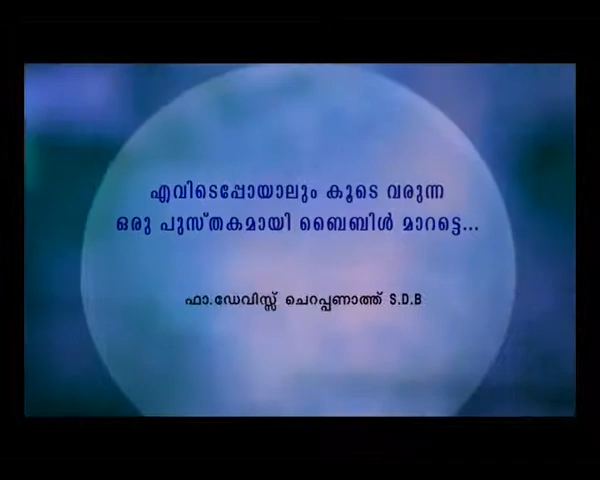 എവിടെപ്പോയാലും കൂടെ വരുന്ന
ഒരു പുസ്തകമായി ബൈബിൾ മാറട്ടെ...
ഫാ.ഡേവിസ്സ് ചെറപ്പണാത്ത് S.D.B